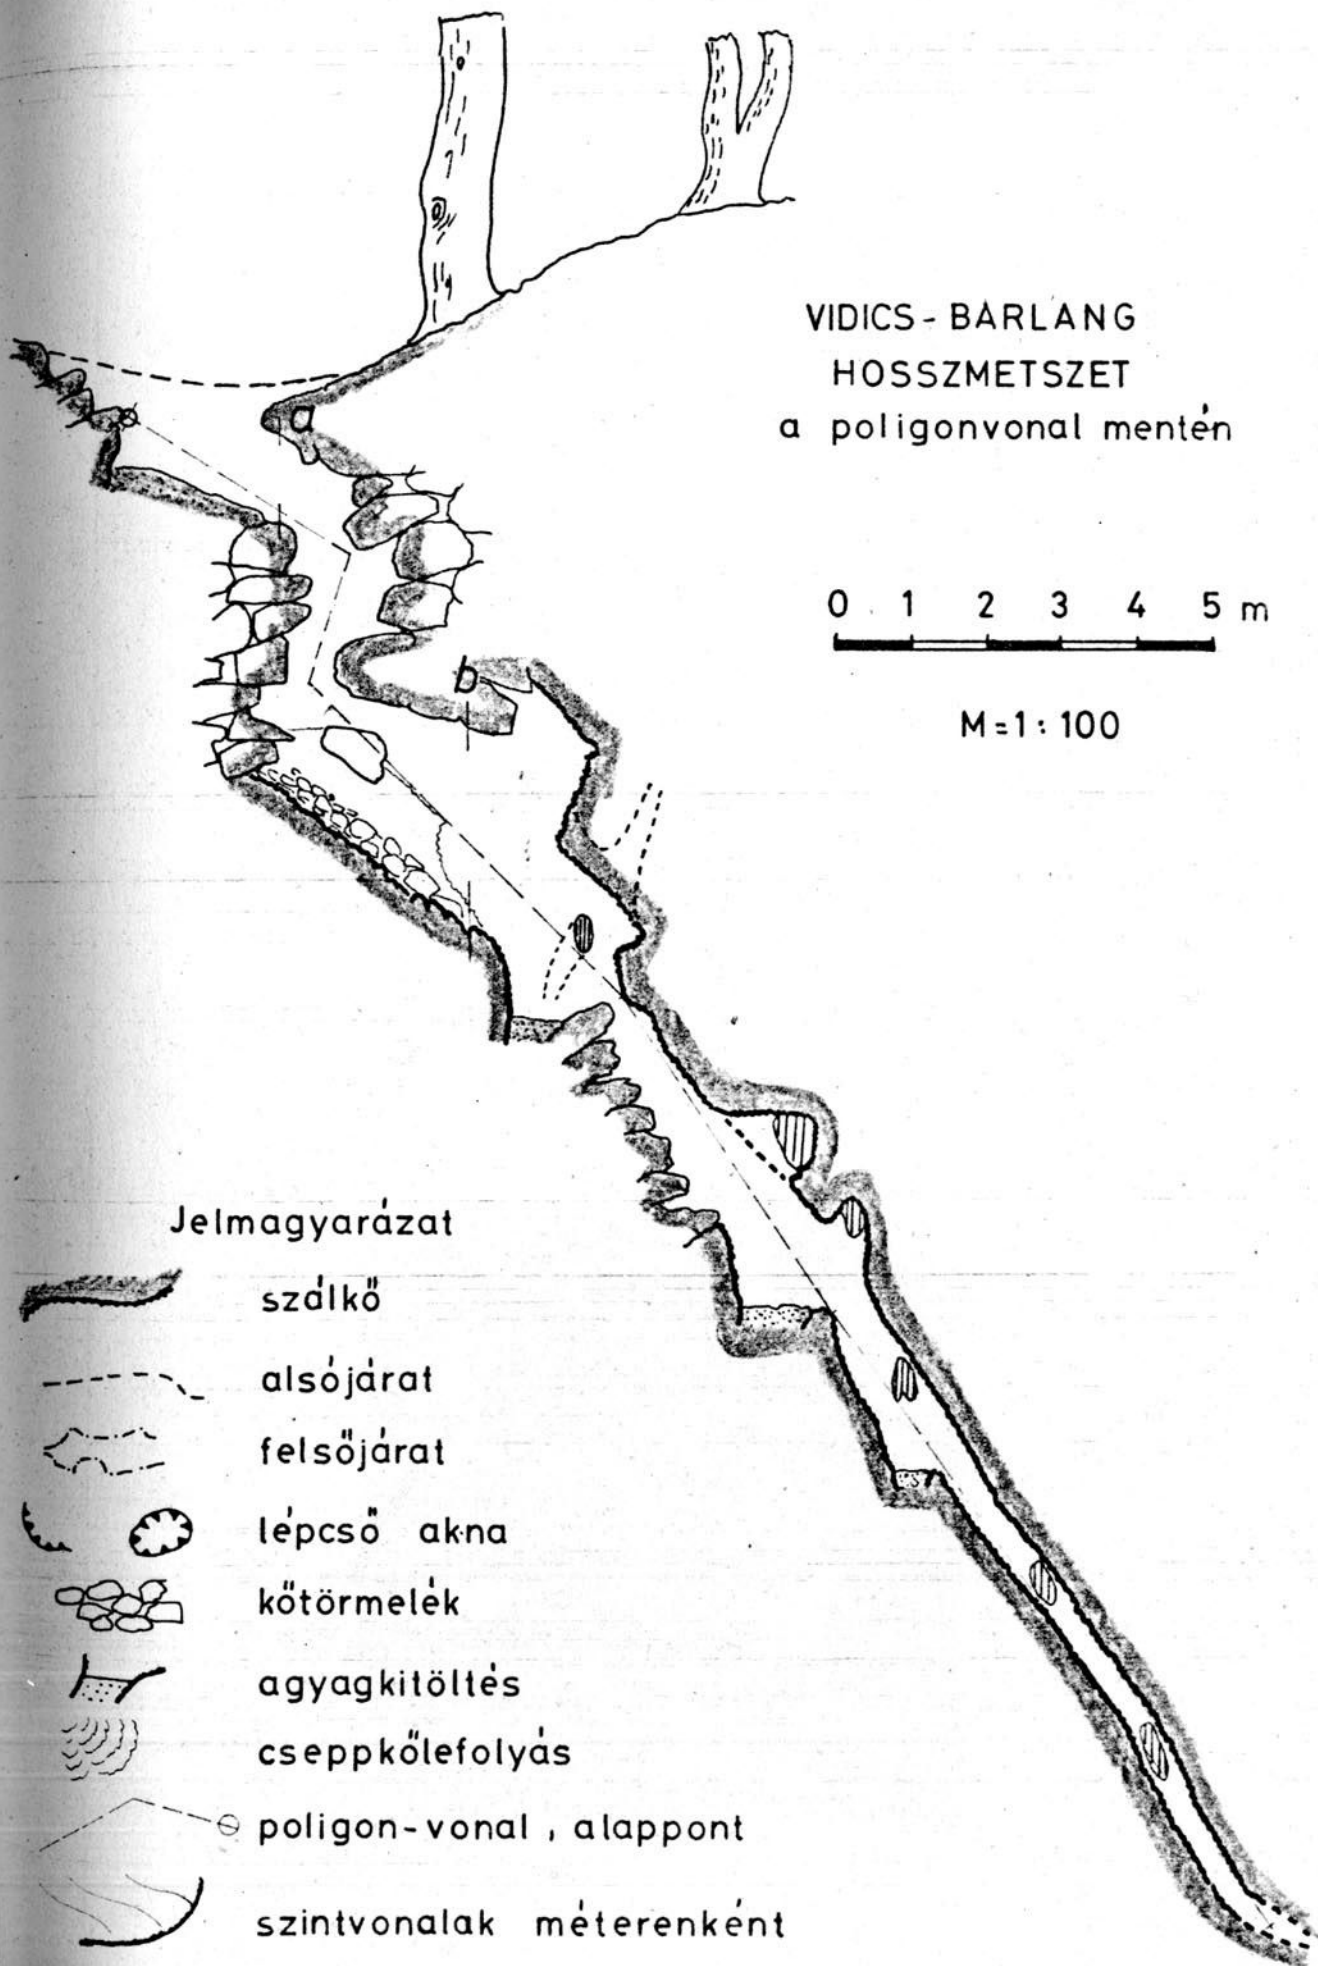 VIDICS - BARLANG
HOSSZMETSZET
a poligonvonal mentén
a
0 1 2 3 4 5 m
b
M = 1 : 100
Jelmagyarázat
szálkő
alsójárat
felsőjárat
lépcső akna
kőtörmelék
agyagkitöltés
cseppkőlefolyás
poligon-vonal , alappont
szintvonalak méterenként